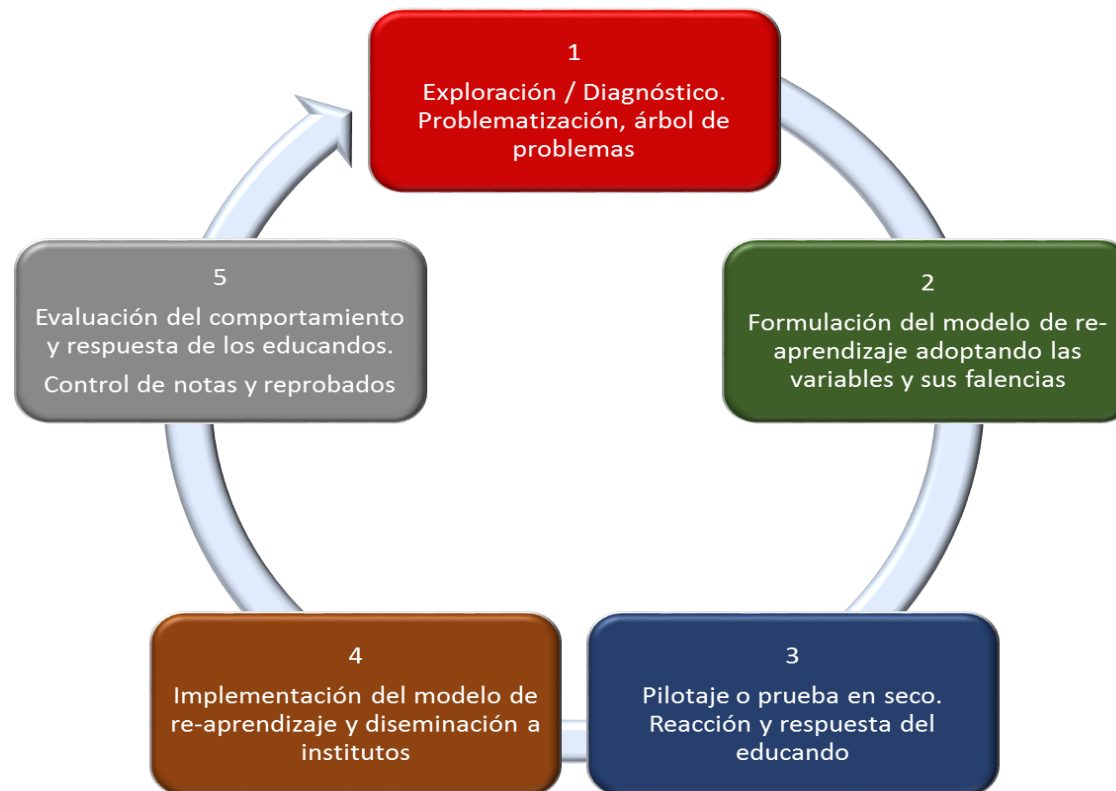 1
Exploración / Diagnóstico.
Problematización, árbol de
problemas
2
Formulación del modelo de re-
aprendizaje adoptando las
variables y sus falencias
3
Pilotaje o prueba en seco.
Reacción y respuesta del
educando
4
Implementación del modelo de
re-aprendizaje y diseminación a
institutos
5
Evaluación del comportamiento
y respuesta de los educandos.
Control de notas y reprobados